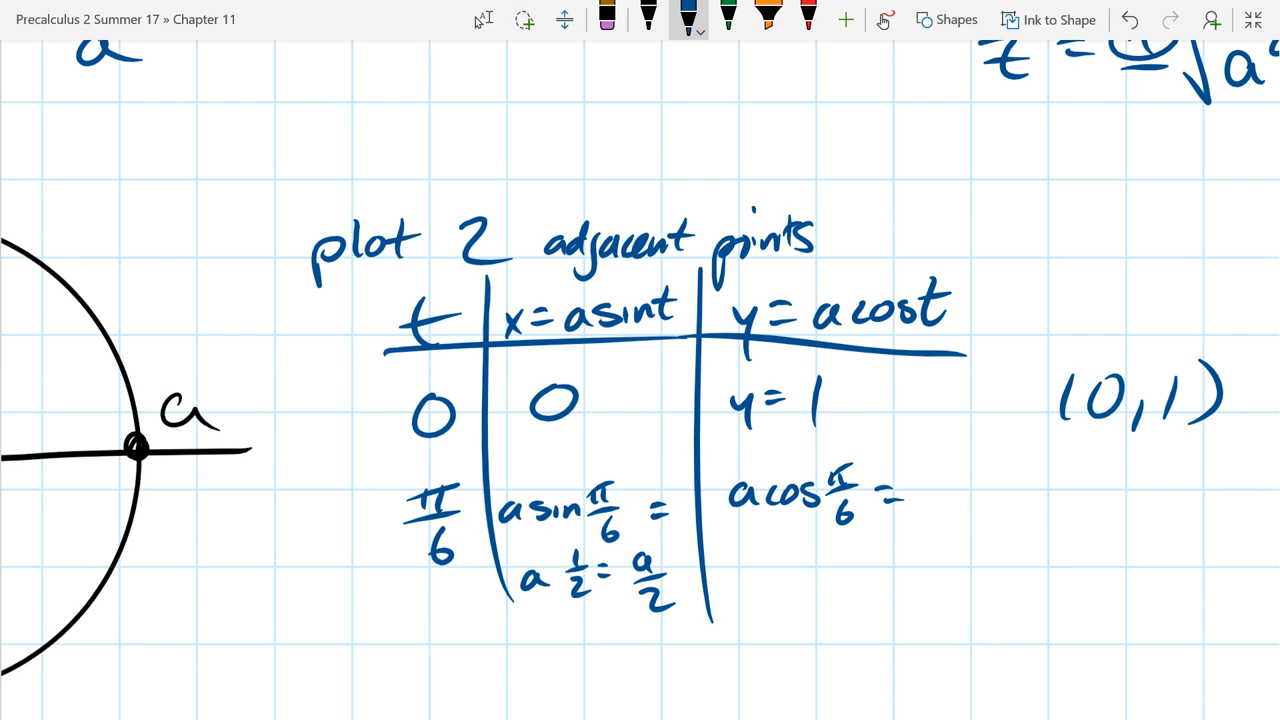 Precalculus 2 Summer 17 » Chapter 11
Shapes
Ink to Shape
a
plot 2 adjacent points
t x = a sin t y = a cos t
0 0 y = 1 (0, 1)
a
π/6 a sin π/6 = a cos π/6 =
a 1/2 = a/2